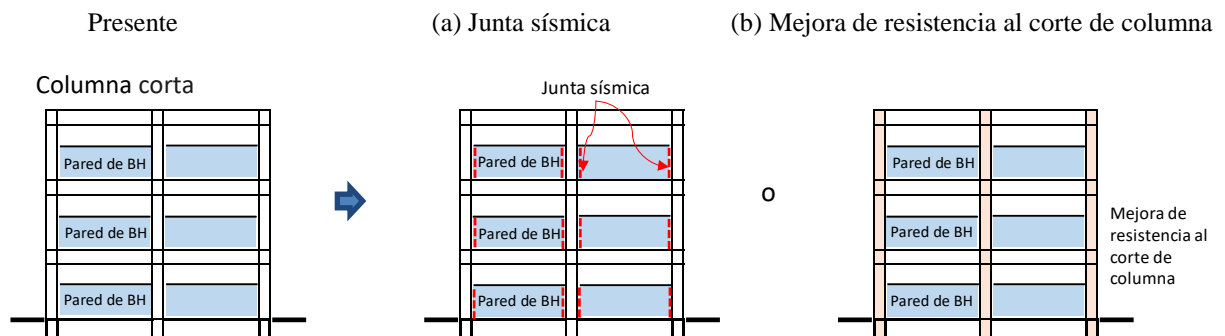 Presente
(a) Junta sísmica
(b) Mejora de resistencia al corte de columna
Columna corta
Pared de BH
Pared de BH
Pared de BH
Junta sísmica
Pared de BH
Pared de BH
Pared de BH
o
Pared de BH
Pared de BH
Pared de BH
Mejora de
resistencia al
corte de
columna